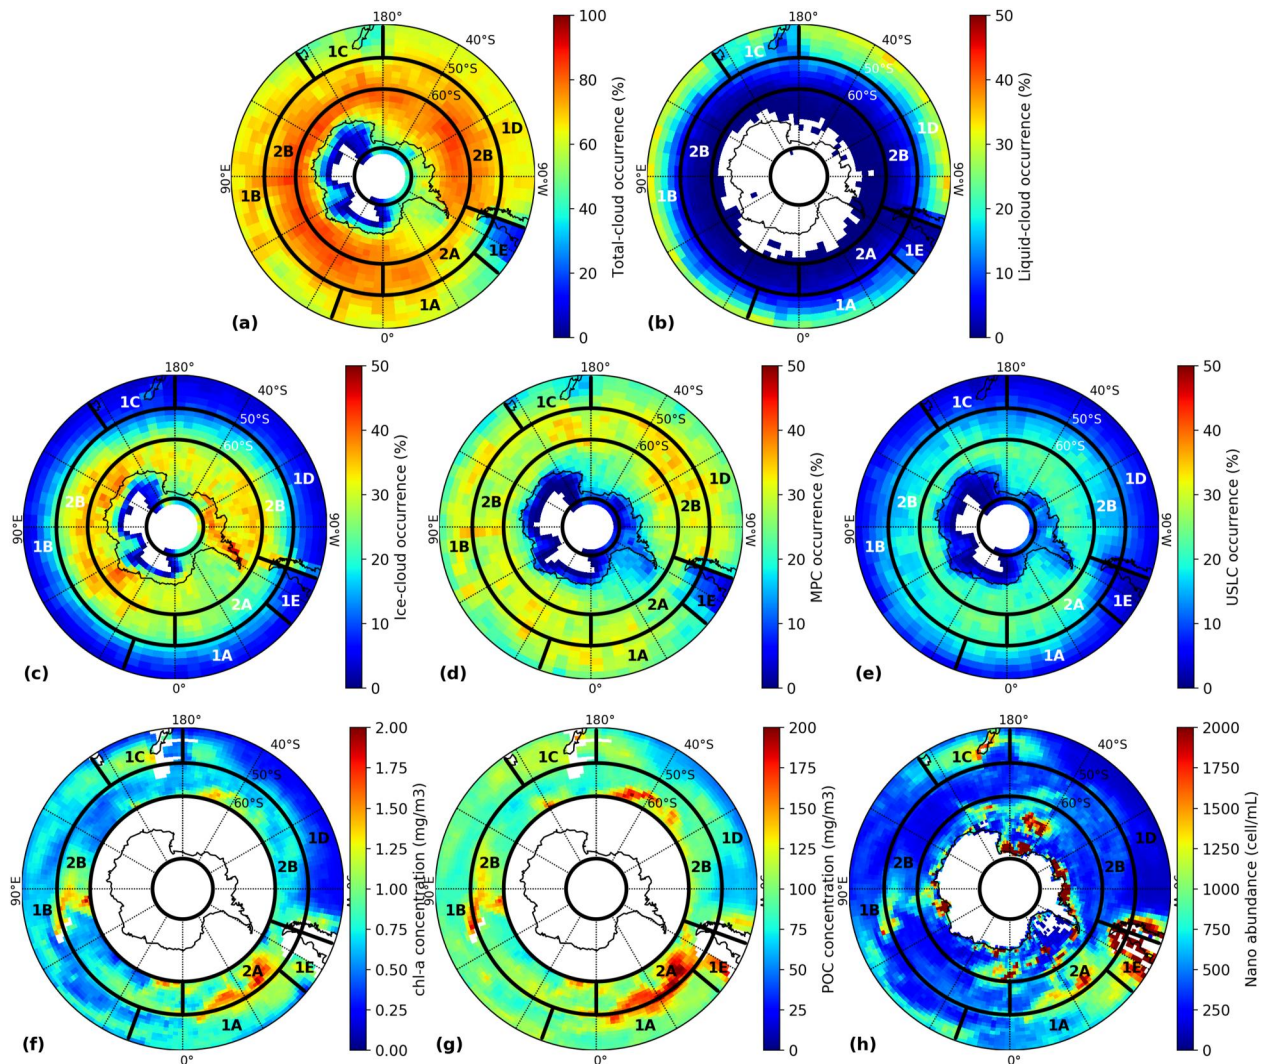 180°
40°S
50°S
60°S
1C
1D
2B
2B
90°E
90°W
1B
2A
1E
1A
0°
(a)
100
80
60
40
20
0
Total-cloud occurrence (%)
180°
40°S
50°S
60°S
1C
1D
2B
2B
90°E
90°W
1B
2A
1E
1A
0°
(b)
50
40
30
20
10
0
Liquid-cloud occurrence (%)
180°
40°S
50°S
60°S
1C
1D
2B
2B
90°E
90°W
1B
2A
1E
1A
0°
(c)
50
40
30
20
10
0
Ice-cloud occurrence (%)
180°
40°S
50°S
60°S
1C
1D
2B
2B
90°E
90°W
1B
2A
1E
1A
0°
(d)
50
40
30
20
10
0
MPC occurrence (%)
180°
40°S
50°S
60°S
1C
1D
2B
2B
90°E
90°W
1B
2A
1E
1A
0°
(e)
50
40
30
20
10
0
USLC occurrence (%)
180°
40°S
50°S
60°S
1C
1D
2B
2B
90°E
1B
2A
1E
1A
0°
(f)
2.00
1.75
1.50
1.25
1.00
0.75
0.50
0.25
0.00
chl-a concentration (mg/m3)
180°
40°S
50°S
60°S
1C
1D
2B
2B
90°E
1B
2A
1E
1A
0°
(g)
200
175
150
125
100
75
50
25
0
POC concentration (mg/m3)
180°
40°S
50°S
60°S
1C
1D
2B
2B
90°E
1B
2A
1E
1A
0°
(h)
2000
1750
1500
1250
1000
750
500
250
0
Nano abundance (cell/mL)